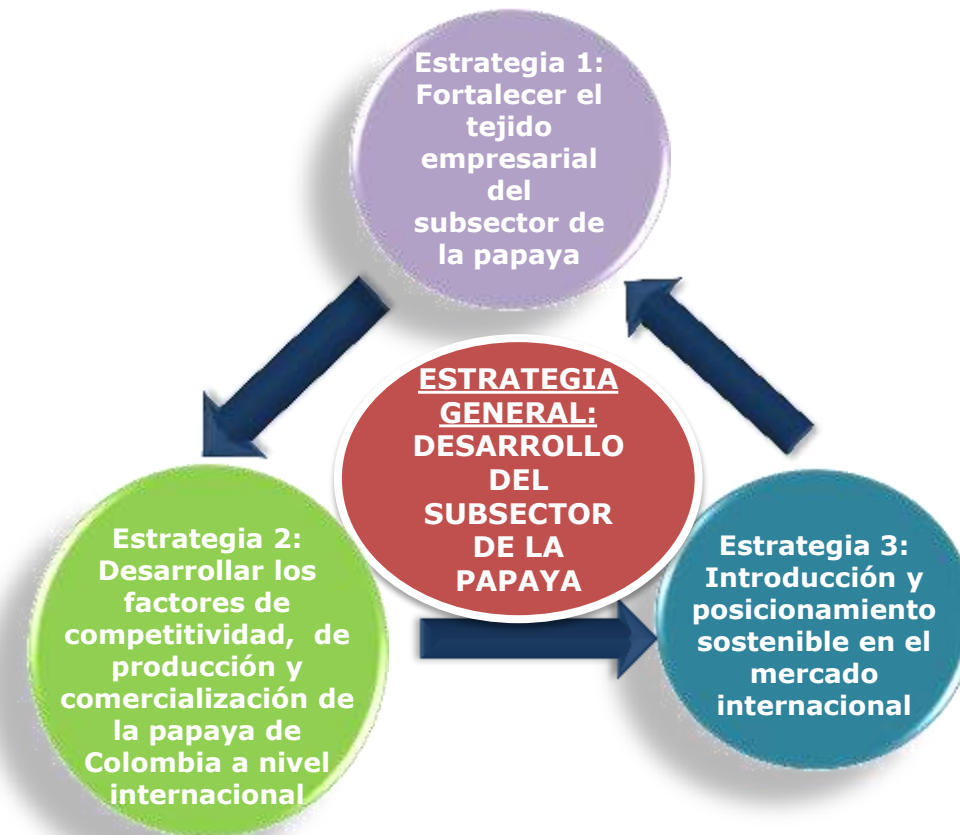 Estrategia 1:
Fortalecer el
tejido
empresarial
del
subsector de
la papaya
ESTRATEGIA
GENERAL:
DESARROLLO
DEL
SUBSECTOR
DE LA
PAPAYA
Estrategia 2:
Desarrollar los
factores de
competitividad, de
producción y
comercialización de
la papaya de
Colombia a nivel
internacional
Estrategia 3:
Introducción y
posicionamiento
sostenible en el
mercado
internacional